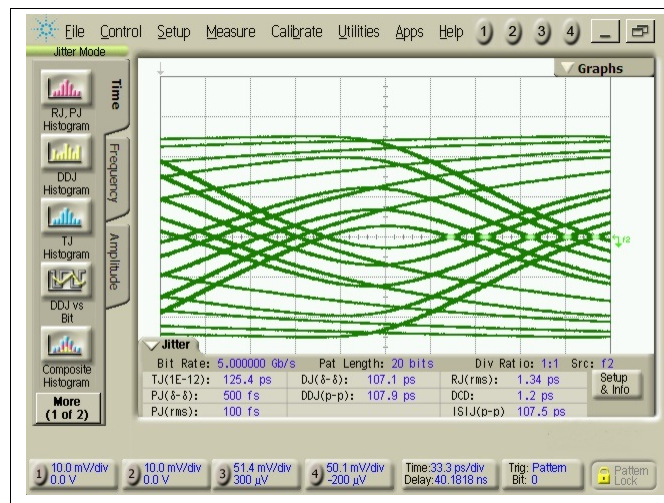 File Control Setup Measure Calibrate Utilities Apps Help 1 2 3 4
Jitter Mode
Graphs
Time
Frequency
Amplitude
RJ, PJ
Histogram
DDJ
Histogram
TJ
Histogram
DDJ vs
Bit
Composite
Histogram
More
(1 of 2)
f2
Jitter
Bit Rate: 5.000000 Gb/s Pat Length: 20 bits Div Ratio: 1:1 Src: f2
TJ(1E-12): 125.4 ps DJ(δ-δ): 107.1 ps RJ(rms): 1.34 ps
PJ(δ-δ): 500 fs DDJ(p-p): 107.9 ps DCD: 1.2 ps
PJ(rms): 100 fs ISIJ(p-p) 107.5 ps
Setup
& Info
1 10.0 mV/div
0.0 V
2 10.0 mV/div
0.0 V
3 51.4 mV/div
300 µV
4 50.1 mV/div
-200 µV
Time:33.3 ps/div
Delay:40.1818 ns
Trig: Pattern
Bit: 0
Pattern
Lock